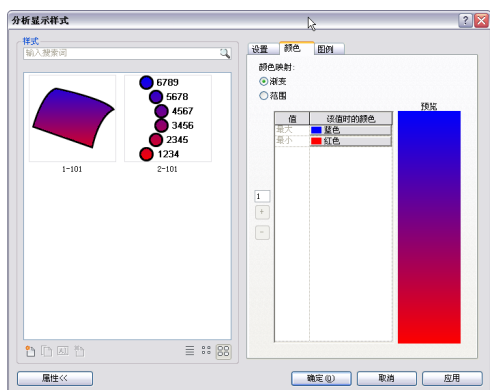 分析显示样式
样式
输入搜索词
6789
5678
4567
3456
2345
1234
1-101
2-101
属性<<
设置 颜色 图例
颜色映射:
渐变
范围
预览
值 该值时的颜色
最大 蓝色
最小 红色
1
+
-
确定(O) 取消 应用